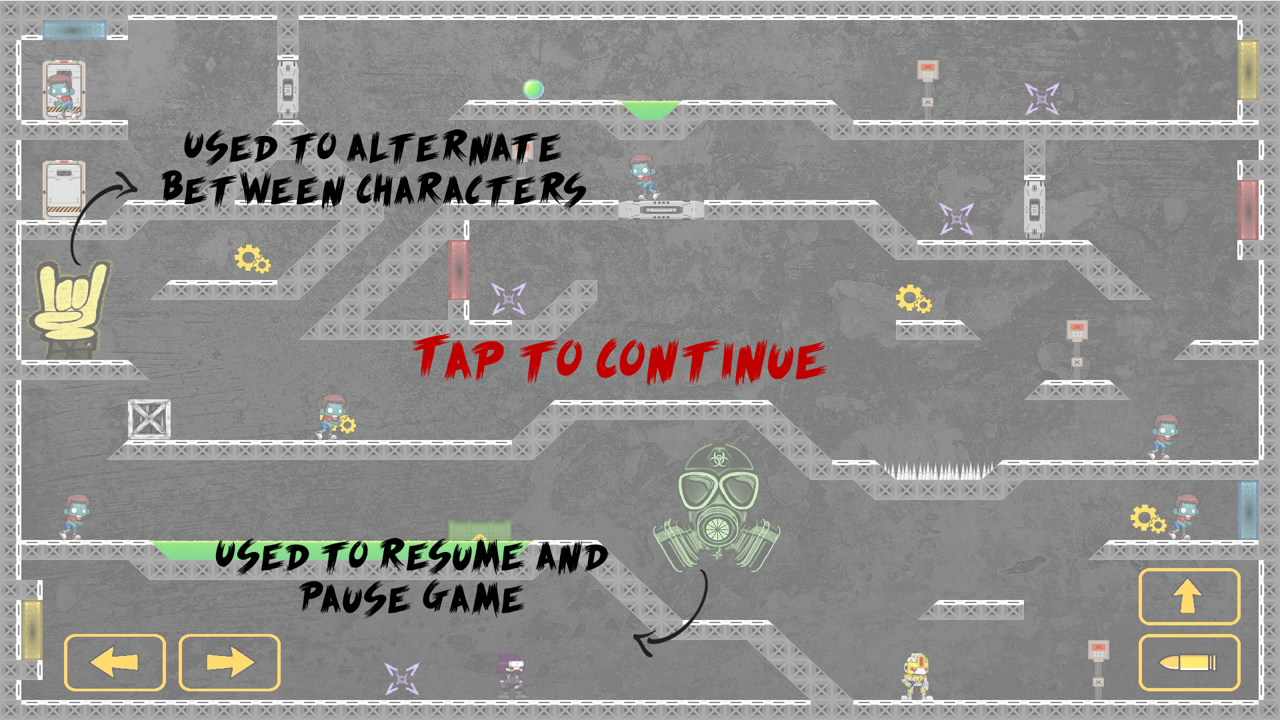 USED TO ALTERNATE
BETWEEN CHARACTERS
TAP TO CONTINUE
USED TO RESUME AND
PAUSE GAME